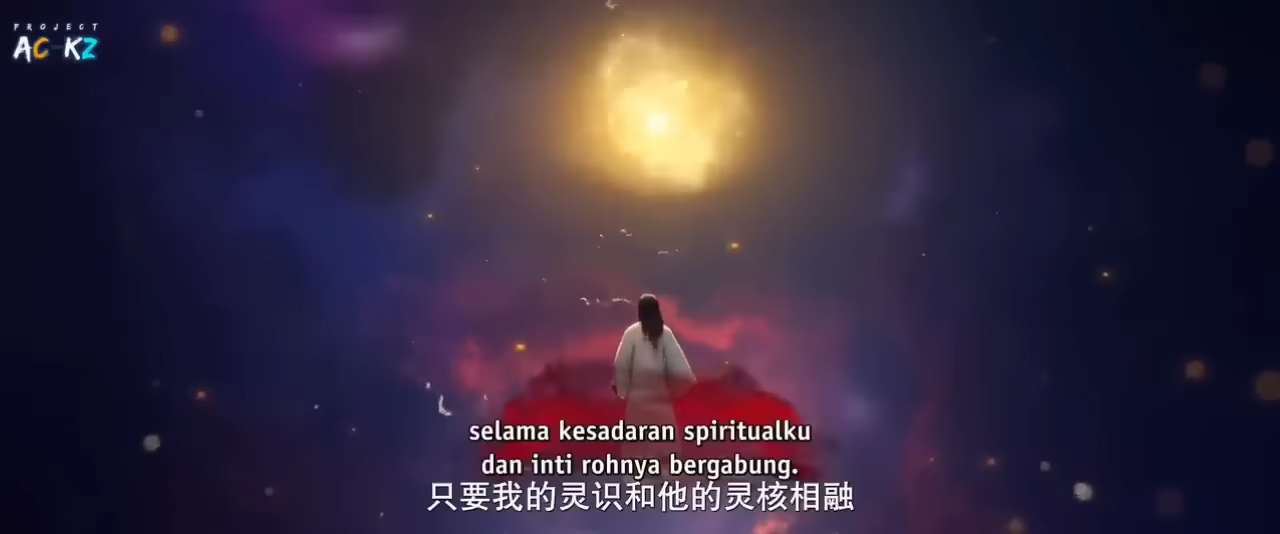 PROJECT
AC-KZ
selama kesadaran spiritualku
dan inti rohnya bergabung.
只要我的灵识和他的灵核相融